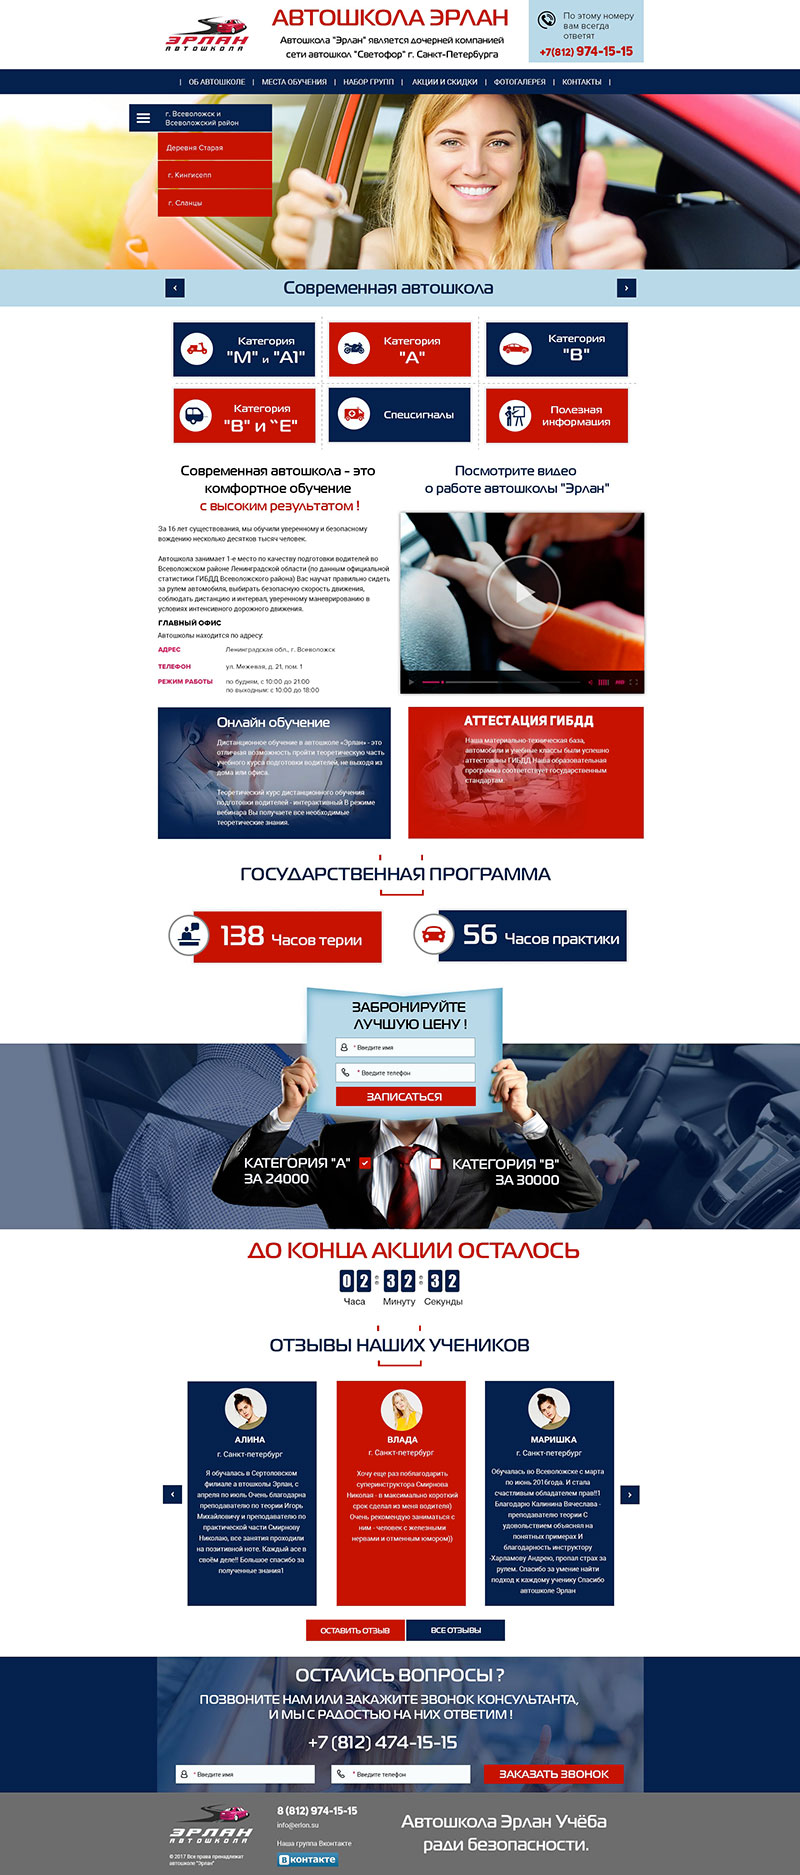 ЭРЛАН
АВТОШКОЛА
АВТОШКОЛА ЭРЛАН
Автошкола "Эрлан" является дочерней компанией
сети автошкол "Светофор" г. Санкт-Петербурга
По этому номеру
вам всегда
ответят
+7(812) 974-15-15
| ОБ АВТОШКОЛЕ | МЕСТА ОБУЧЕНИЯ | НАБОР ГРУПП | АКЦИИ И СКИДКИ | ФОТОГАЛЕРЕЯ | КОНТАКТЫ |
г. Всеволожск и
Всеволожский район
Деревня Старая
г. Кингисепп
г. Сланцы
Современная автошкола
Категория
"М" и "А1"
Категория
"А"
Категория
"В"
Категория
"В" и "Е"
Спецсигналы
Полезная
информация
Современная автошкола - это
комфортное обучение
с высоким результатом !
За 16 лет существования, мы обучили уверенному и безопасному
вождению несколько десятков тысяч человек.
Автошкола занимает 1-е место по качеству подготовки водителей во
Всеволожском районе Ленинградской области (по данным официальной
статистики ГИБДД Всеволожского района) Вас научат правильно сидеть
за рулем автомобиля, выбирать безопасную скорость движения,
соблюдать дистанцию и интервал, уверенному маневрированию в
условиях интенсивного дорожного движения.
ГЛАВНЫЙ ОФИС
Автошколы находится по адресу:
АДРЕС Ленинградская обл., г. Всеволожск
ТЕЛЕФОН ул. Межевая, д. 21, пом. 1
РЕЖИМ РАБОТЫ по будням, с 10:00 до 21:00
по выходным: с 10:00 до 18:00
Посмотрите видео
о работе автошколы "Эрлан"
Онлайн обучение
Дистанционное обучение в автошколе «Эрлан» - это
отличная возможность пройти теоретическую часть
учебного курса подготовки водителей, не выходя из
дома или офиса.
Теоретический курс дистанционного обучения
подготовки водителей - интерактивный В режиме
вебинара Вы получаете все необходимые
теоретические знания.
АТТЕСТАЦИЯ ГИБДД
Наша материально-техническая база,
автомобили и учебные классы были успешно
аттестованы ГИБДД Наша образовательная
программа соответствует государственным
стандартам
ГОСУДАРСТВЕННАЯ ПРОГРАММА
138 Часов терии
56 Часов практики
ЗАБРОНИРУЙТЕ
ЛУЧШУЮ ЦЕНУ !
* Введите имя
* Введите телефон
ЗАПИСАТЬСЯ
КАТЕГОРИЯ "А"
ЗА 24000
КАТЕГОРИЯ "В"
ЗА 30000
ДО КОНЦА АКЦИИ ОСТАЛОСЬ
02 : 32 : 32
Часа Минуту Секунды
ОТЗЫВЫ НАШИХ УЧЕНИКОВ
АЛИНА
г. Санкт-петербург
Я обучалась в Сертоловском
филиале а втошколы Эрлан, с
апреля по июль Очень благодарна
преподавателю по теории Игорь
Михайловичу и преподавателю по
практической части Смирнову
Николаю, все занятия проходили
на позитивной ноте. Каждый асе в
своём деле!! Большое спасибо за
полученные знания1
ВЛАДА
г. Санкт-петербург
Хочу еще раз поблагодарить
суперинструктора Смирнова
Николая - в максимально короткий
срок сделал из меня водителя)
Очень рекомендую заниматься с
ним - человек с железными
нервами и отменным юмором))
МАРИШКА
г. Санкт-петербург
Обучалась во Всеволожске с марта
по июнь 2016года. И стала
счастливым обладателем прав!!1
Благодарю Калинина Вячеслава -
преподавателю теории С
удовольствием объяснял на
понятных примерах И
благодарность инструктору
-Харламову Андрею, пропал страх за
рулем. Спасибо за умение найти
подход к каждому ученику Спасибо
автошколе Эрлан
ОСТАВИТЬ ОТЗЫВ
ВСЕ ОТЗЫВЫ
ОСТАЛИСЬ ВОПРОСЫ ?
ПОЗВОНИТЕ НАМ ИЛИ ЗАКАЖИТЕ ЗВОНОК КОНСУЛЬТАНТА,
И МЫ С РАДОСТЬЮ НА НИХ ОТВЕТИМ !
+7 (812) 474-15-15
* Введите имя
* Введите телефон
ЗАКАЗАТЬ ЗВОНОК
ЭРЛАН
АВТОШКОЛА
© 2017 Все права принадлежат
автошколе "Эрлан"
8 (812) 974-15-15
info@erlon.su
Наша группа Вконтакте
В контакте
Автошкола Эрлан Учёба
ради безопасности.